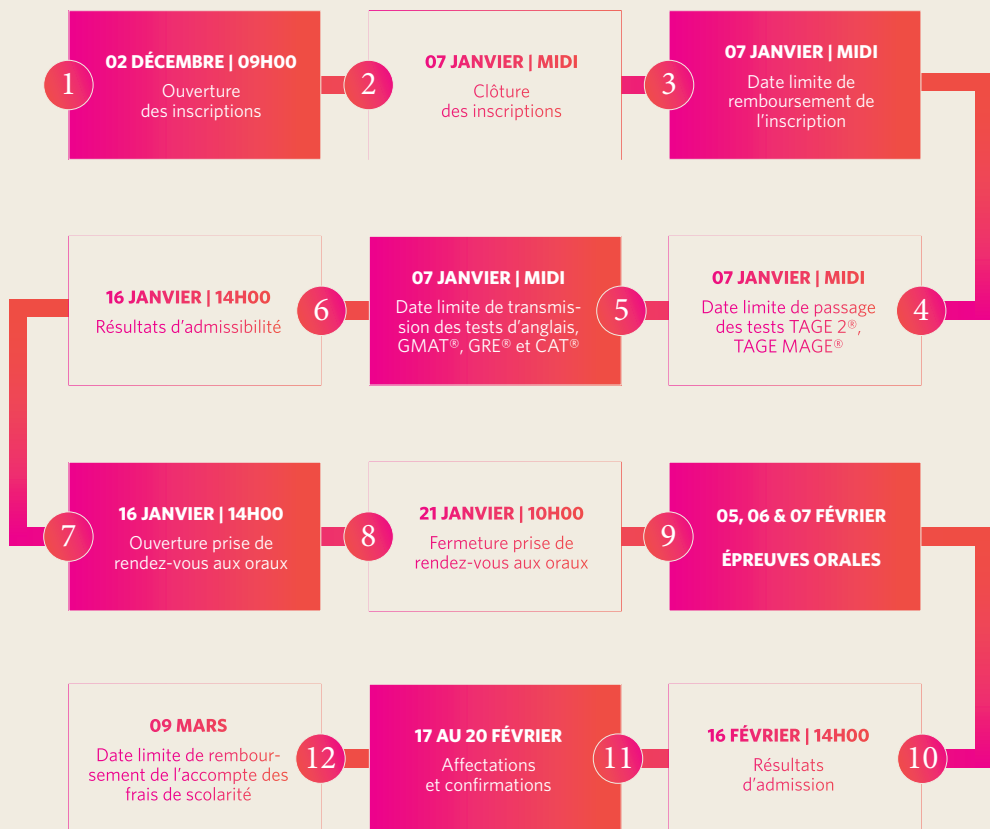 1
02 DÉCEMBRE | 09H00
Ouverture
des inscriptions
2
07 JANVIER | MIDI
Clôture
des inscriptions
3
07 JANVIER | MIDI
Date limite de
remboursement de
l'inscription
4
07 JANVIER | MIDI
Date limite de passage
des tests TAGE 2®,
TAGE MAGE®
5
07 JANVIER | MIDI
Date limite de transmis-
sion des tests d'anglais,
GMAT®, GRE® et CAT®
6
16 JANVIER | 14H00
Résultats d'admissibilité
7
16 JANVIER | 14H00
Ouverture prise de
rendez-vous aux oraux
8
21 JANVIER | 10H00
Fermeture prise de
rendez-vous aux oraux
9
05, 06 & 07 FÉVRIER
ÉPREUVES ORALES
10
16 FÉVRIER | 14H00
Résultats
d'admission
11
17 AU 20 FÉVRIER
Affectations
et confirmations
12
09 MARS
Date limite de rembour-
sement de l'accompte des
frais de scolarité